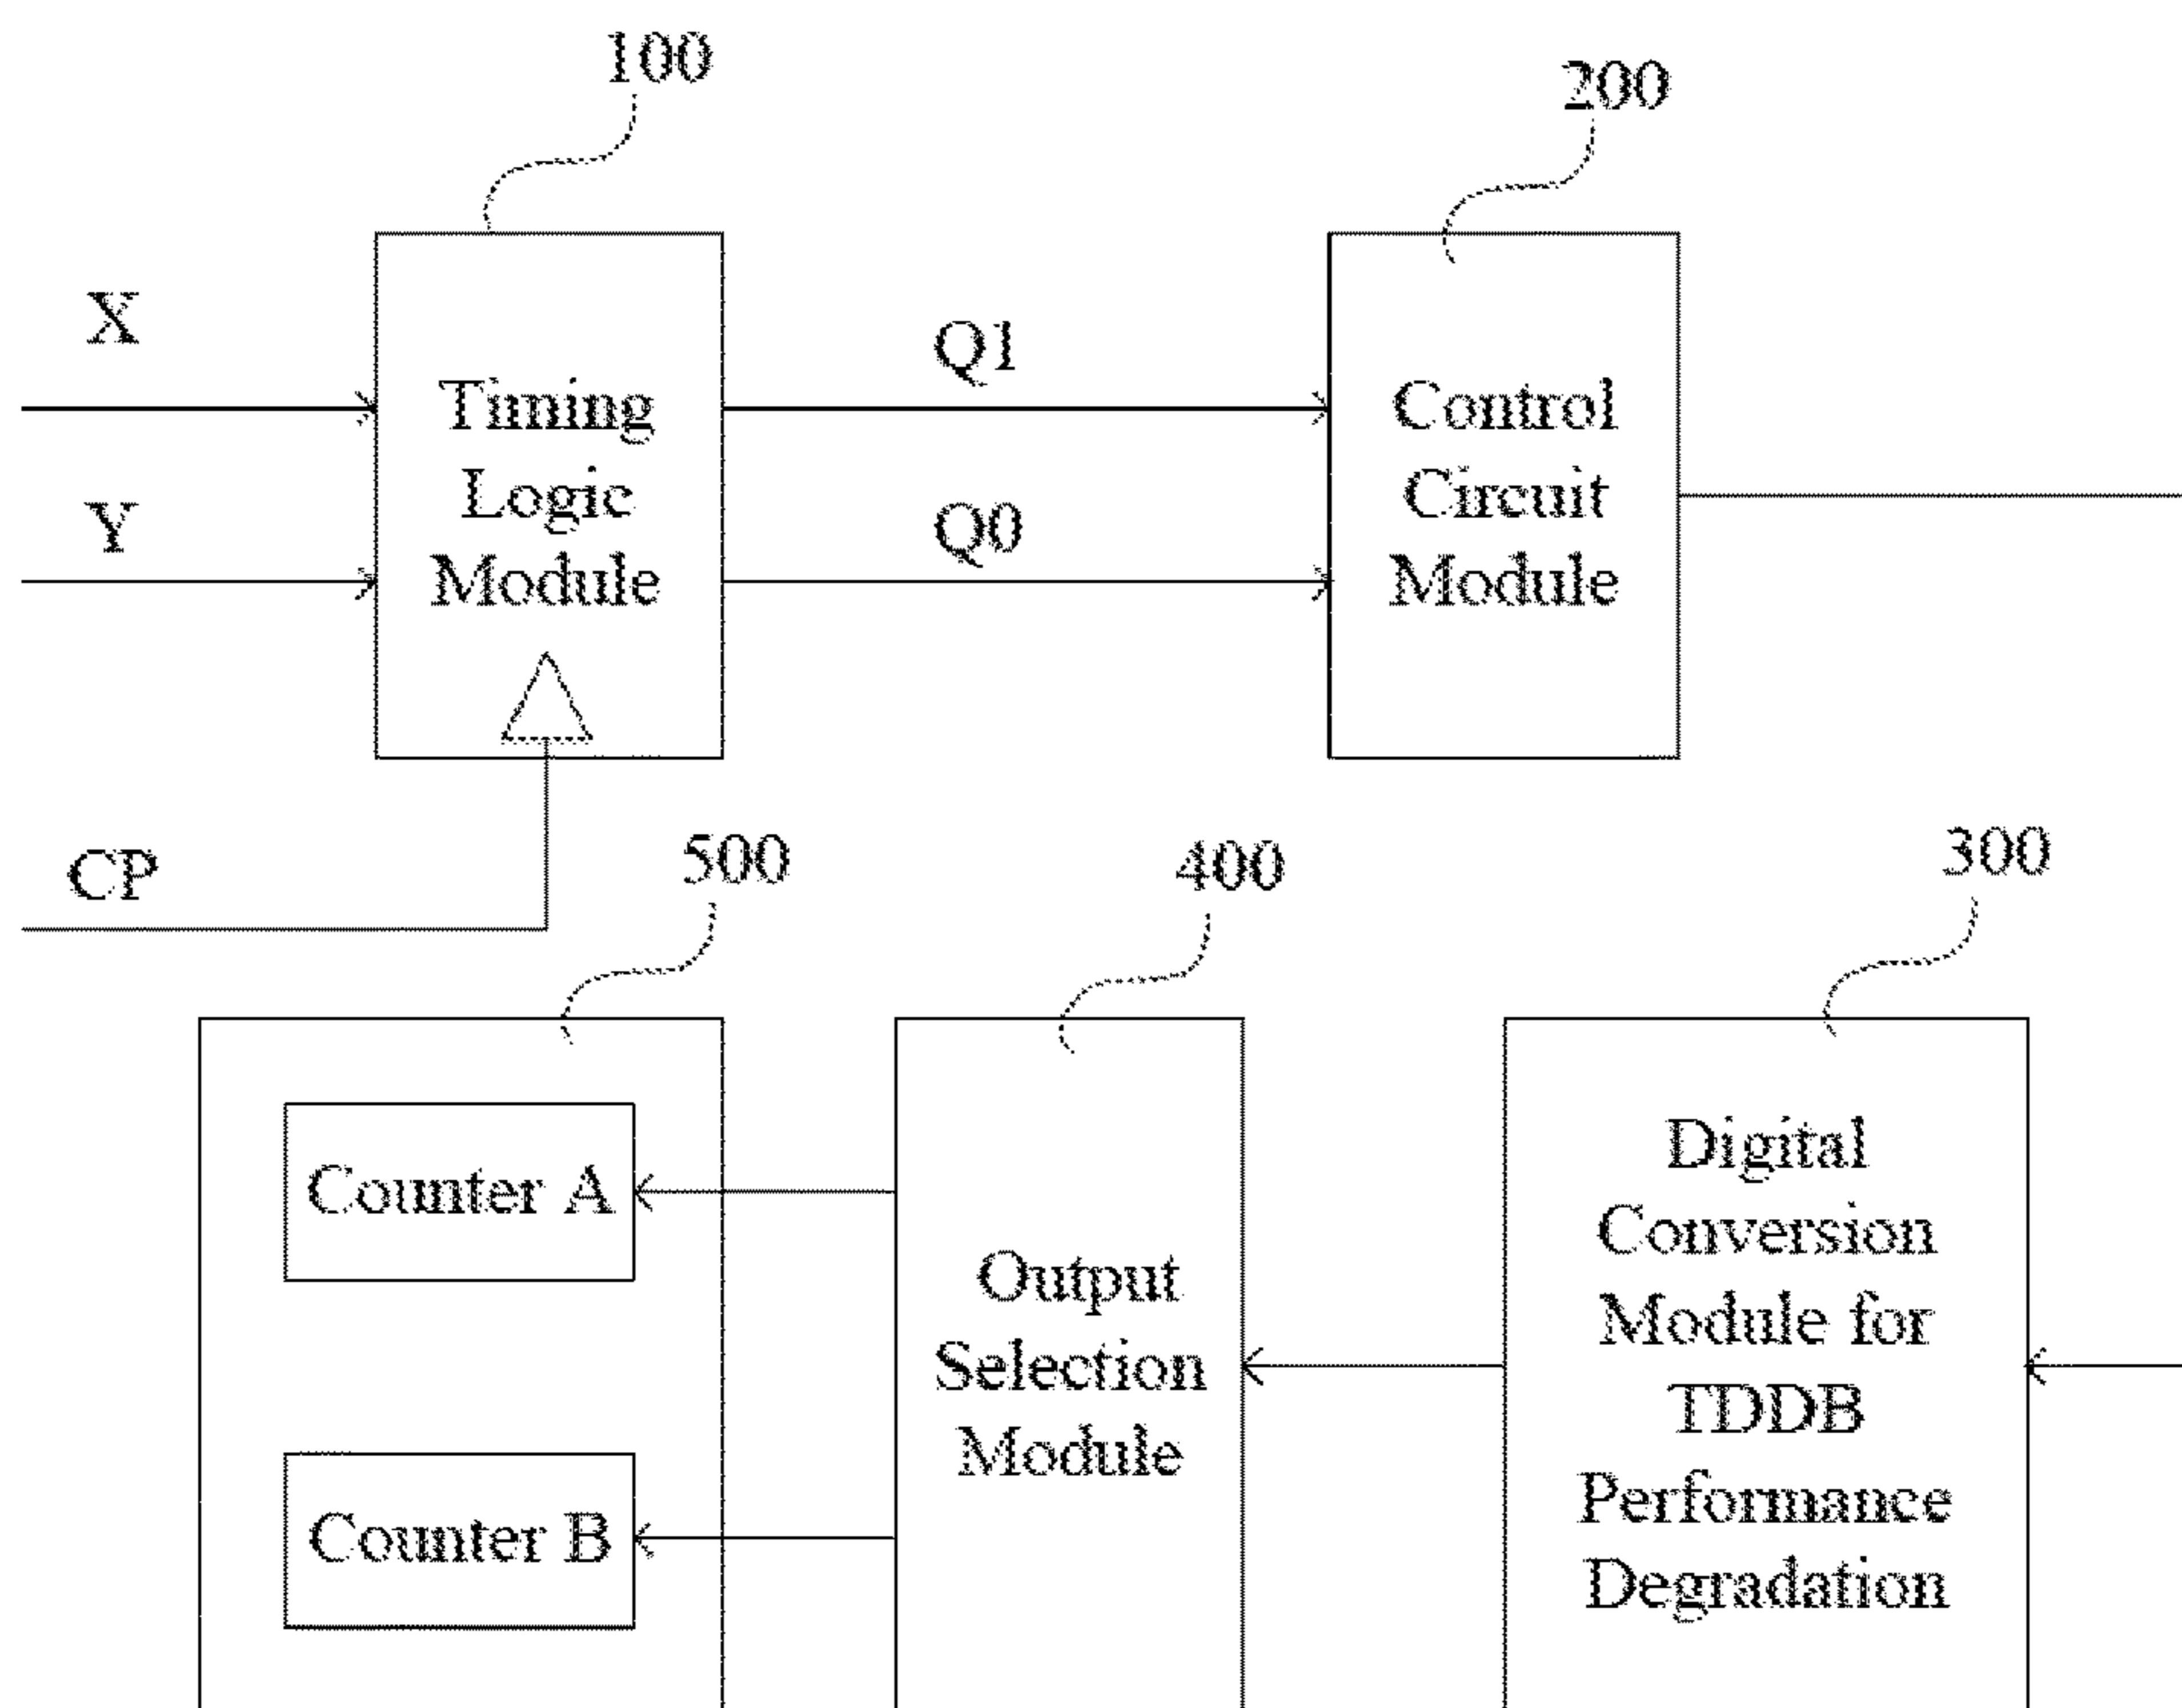 100
200
X
Y
Timing
Logic
Module
Q1
Q0
Control
Circuit
Module
CP
500
400
300
Counter A
Counter B
Output
Selection
Module
Digital
Conversion
Module for
TDDB
Performance
Degradation